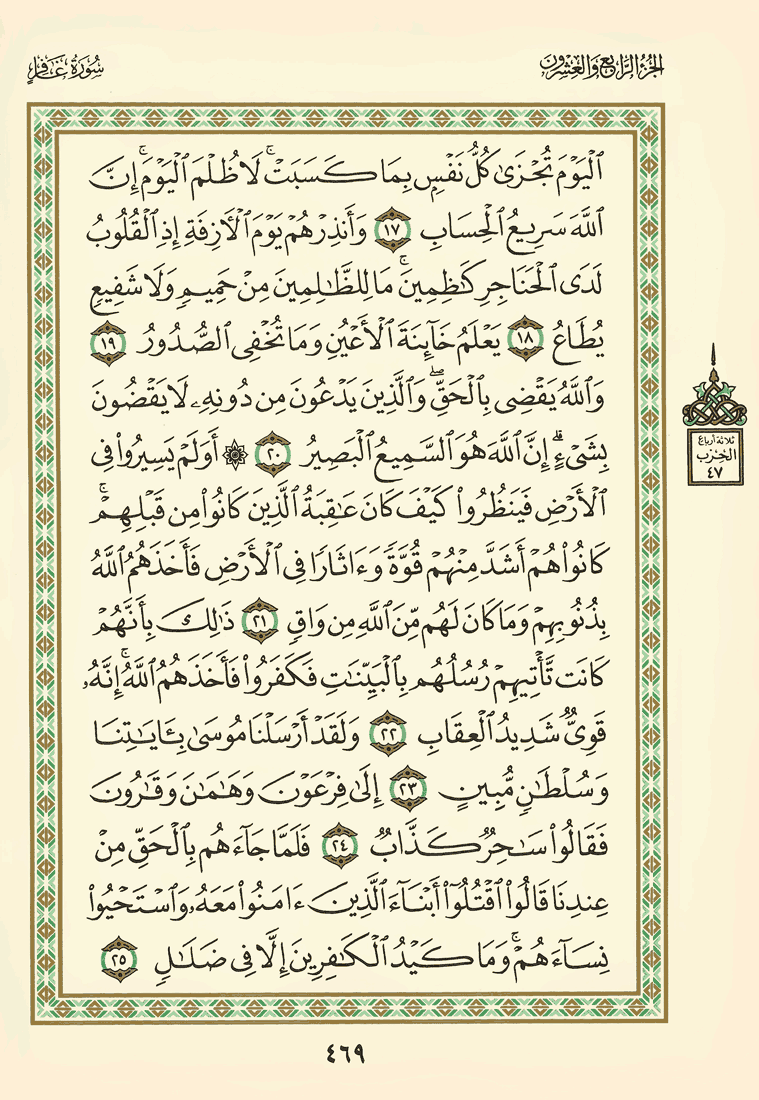 الجزء الرابع والعشرون
سورة غافر
ٱلۡيَوۡمَ تُجۡزَىٰ كُلُّ نَفۡسِۭ بِمَا كَسَبَتۡۚ لَا ظُلۡمَ ٱلۡيَوۡمَۚ إِنَّ
ٱللَّهَ سَرِيعُ ٱلۡحِسَابِ ١٧ وَأَنذِرۡهُمۡ يَوۡمَ ٱلۡأٓزِفَةِ إِذِ ٱلۡقُلُوبُ
لَدَى ٱلۡحَنَاجِرِ كَٰظِمِينَۚ مَا لِلظَّٰلِمِينَ مِنۡ حَمِيمٖ وَلَا شَفِيعٖ
يُطَاعُ ١٨ يَعۡلَمُ خَآئِنَةَ ٱلۡأَعۡيُنِ وَمَا تُخۡفِي ٱلصُّدُورُ ١٩
وَٱللَّهُ يَقۡضِي بِٱلۡحَقِّۖ وَٱلَّذِينَ يَدۡعُونَ مِن دُونِهِۦ لَا يَقۡضُونَ
بِشَيۡءٍۗ إِنَّ ٱللَّهَ هُوَ ٱلسَّمِيعُ ٱلۡبَصِيرُ ٢٠ ۞ أَوَلَمۡ يَسِيرُواْ فِي
ٱلۡأَرۡضِ فَيَنظُرُواْ كَيۡفَ كَانَ عَٰقِبَةُ ٱلَّذِينَ كَانُواْ مِن قَبۡلِهِمۡۚ
كَانُواْ هُمۡ أَشَدَّ مِنۡهُمۡ قُوَّةٗ وَءَاثَارٗا فِي ٱلۡأَرۡضِ فَأَخَذَهُمُ ٱللَّهُ
بِذُنُوبِهِمۡ وَمَا كَانَ لَهُم مِّنَ ٱللَّهِ مِن وَاقٖ ٢١ ذَٰلِكَ بِأَنَّهُمۡ
كَانَت تَّأۡتِيهِمۡ رُسُلُهُم بِٱلۡبَيِّنَٰتِ فَكَفَرُواْ فَأَخَذَهُمُ ٱللَّهُۚ إِنَّهُۥ
قَوِيّٞ شَدِيدُ ٱلۡعِقَابِ ٢٢ وَلَقَدۡ أَرۡسَلۡنَا مُوسَىٰ بِـَٔايَٰتِنَا
وَسُلۡطَٰنٖ مُّبِينٍ ٢٣ إِلَىٰ فِرۡعَوۡنَ وَهَٰمَٰنَ وَقَٰرُونَ
فَقَالُواْ سَٰحِرٞ كَذَّابٞ ٢٤ فَلَمَّا جَآءَهُم بِٱلۡحَقِّ مِنۡ
عِندِنَا قَالُواْ ٱقۡتُلُوٓاْ أَبۡنَآءَ ٱلَّذِينَ ءَامَنُواْ مَعَهُۥ وَٱسۡتَحۡيُواْ
نِسَآءَهُمۡۚ وَمَا كَيۡدُ ٱلۡكَٰفِرِينَ إِلَّا فِي ضَلَٰلٖ ٢٥
ثلاثة أرباع
الحزب
٤٧
٤٦٩